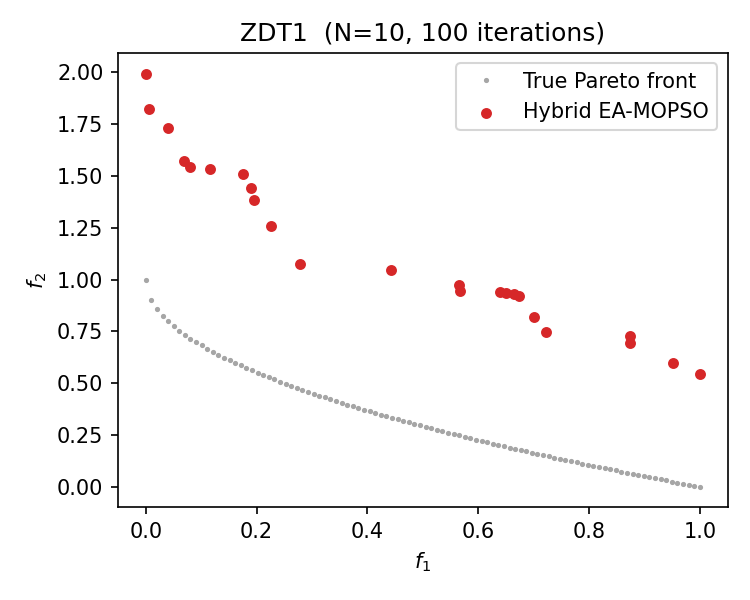 ZDT1 (N=10, 100 iterations)
True Pareto front
Hybrid EA-MOPSO
2.00
1.75
1.50
1.25
1.00
0.75
0.50
0.25
0.00
f₂
0.0 0.2 0.4 0.6 0.8 1.0
f₁